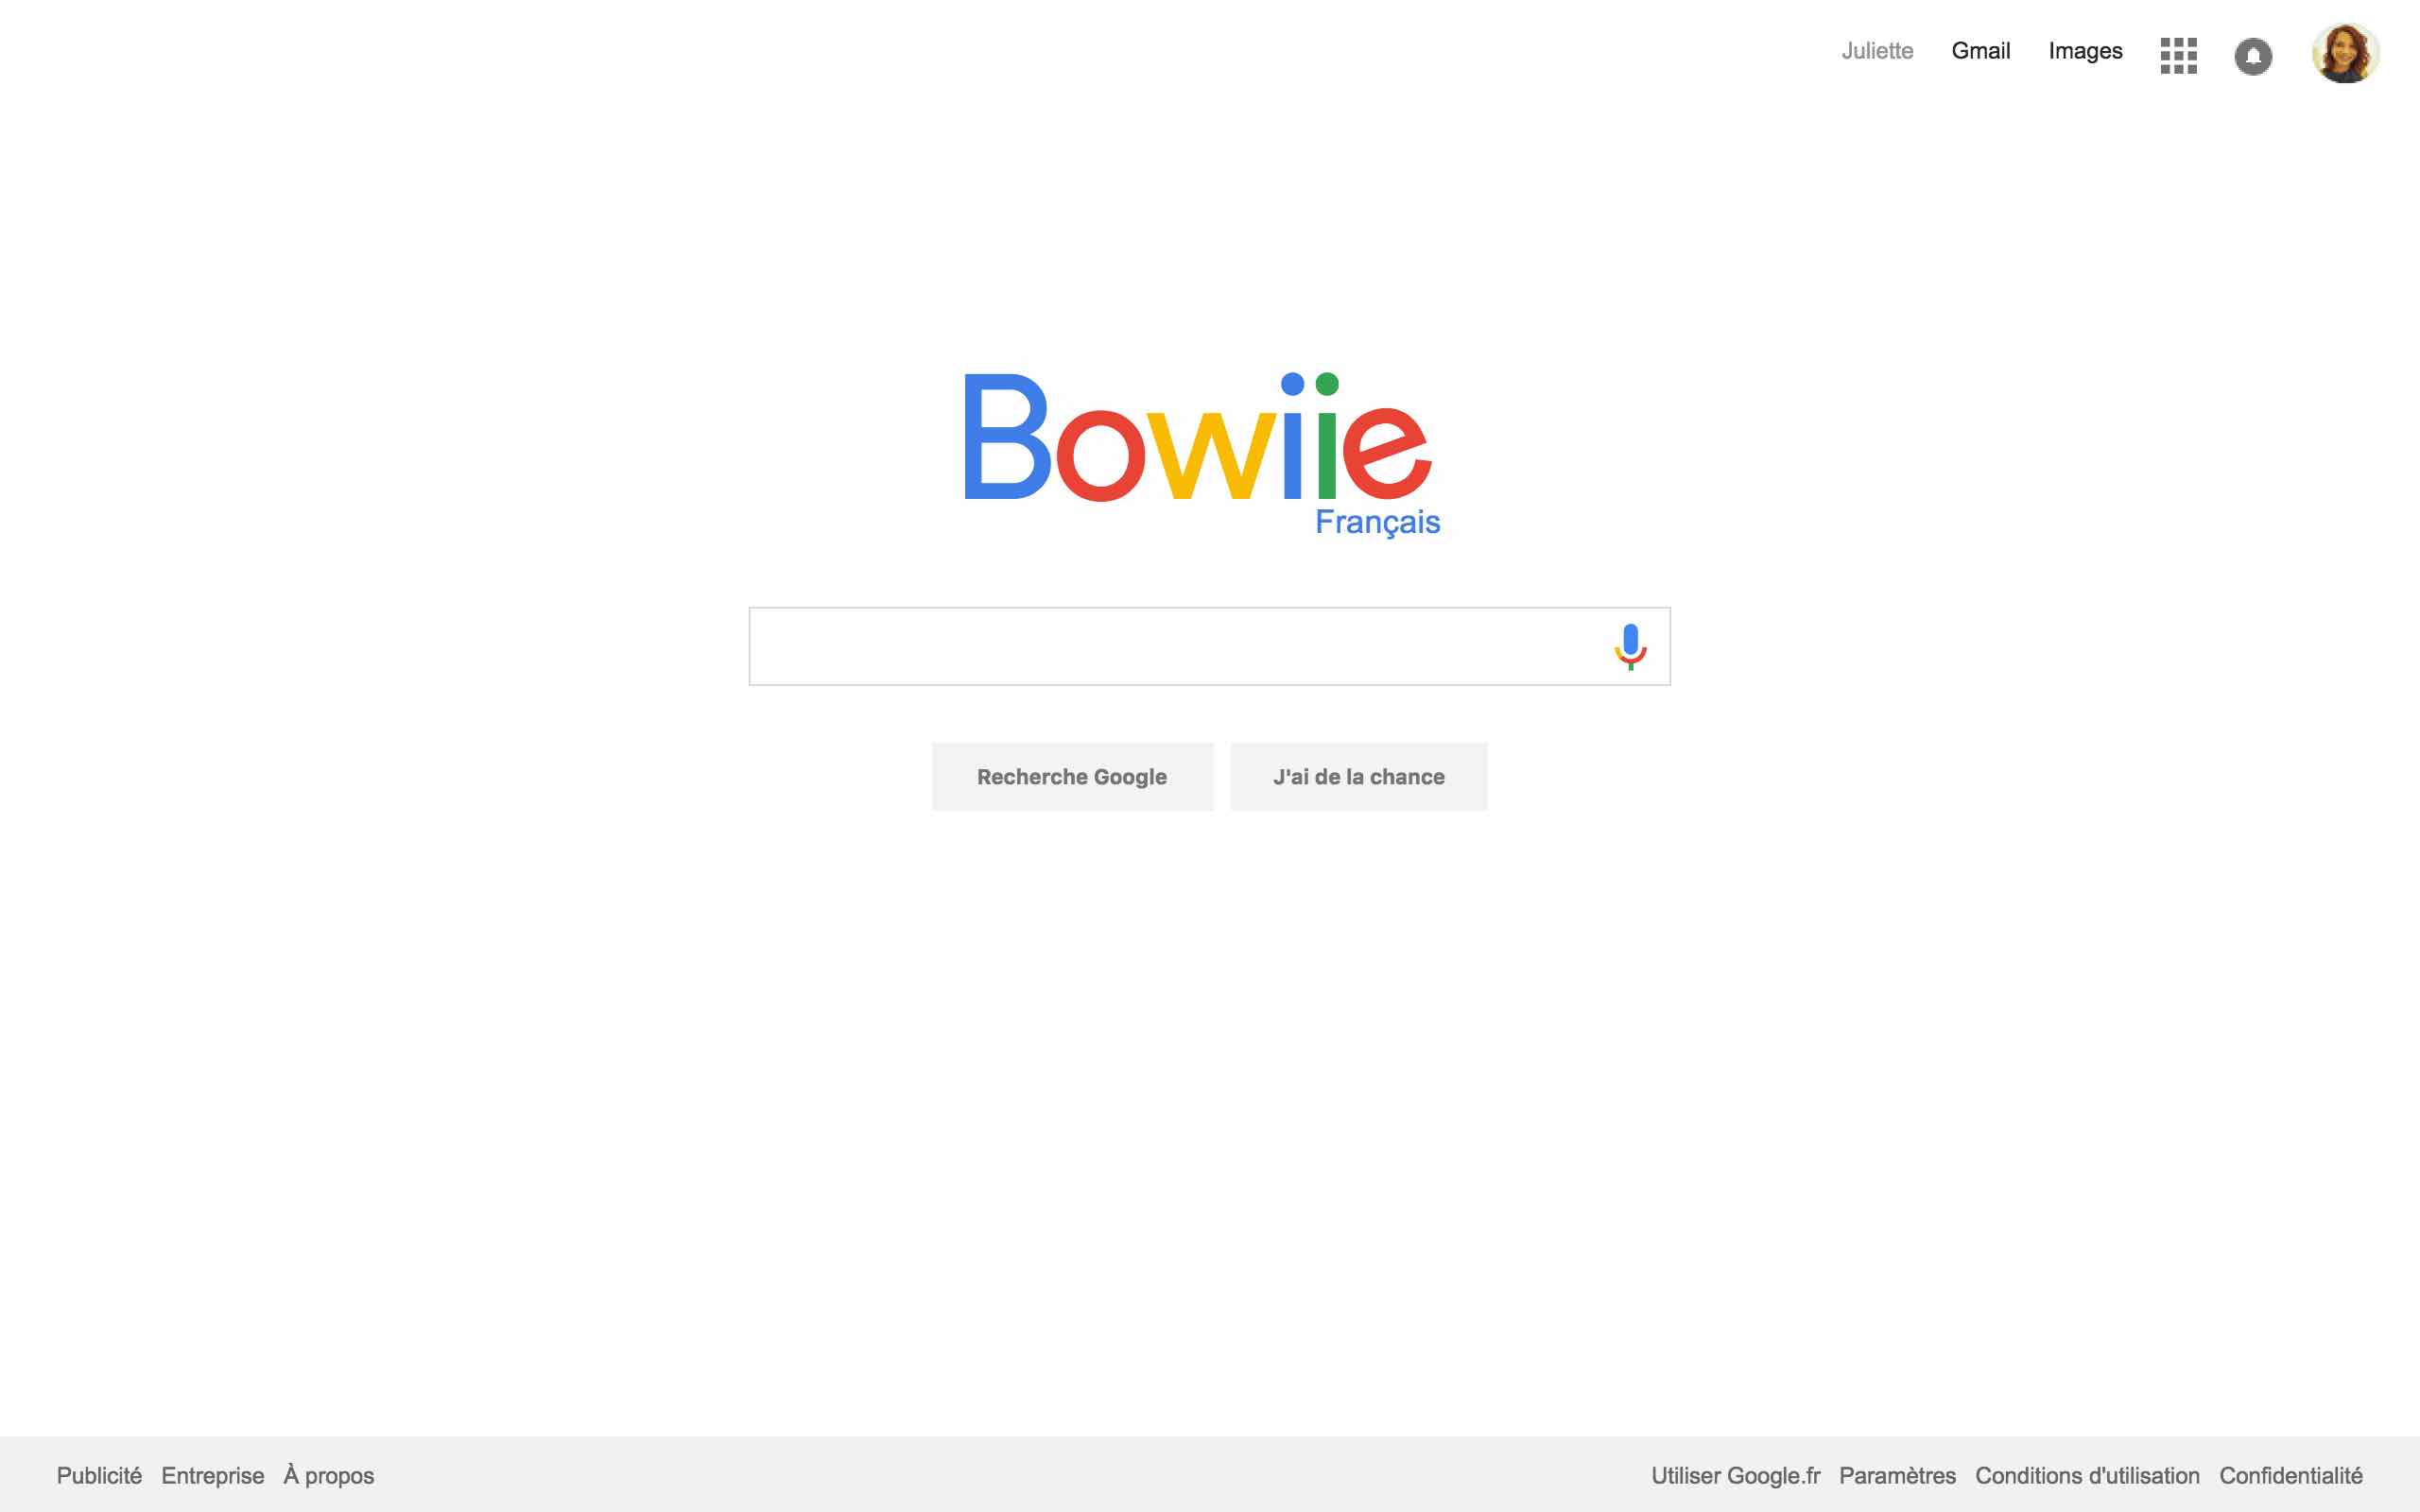 Juliette Gmail Images
Bowiie
Français
Recherche Google J'ai de la chance
Publicité Entreprise À propos Utiliser Google.fr Paramètres Conditions d'utilisation Confidentialité